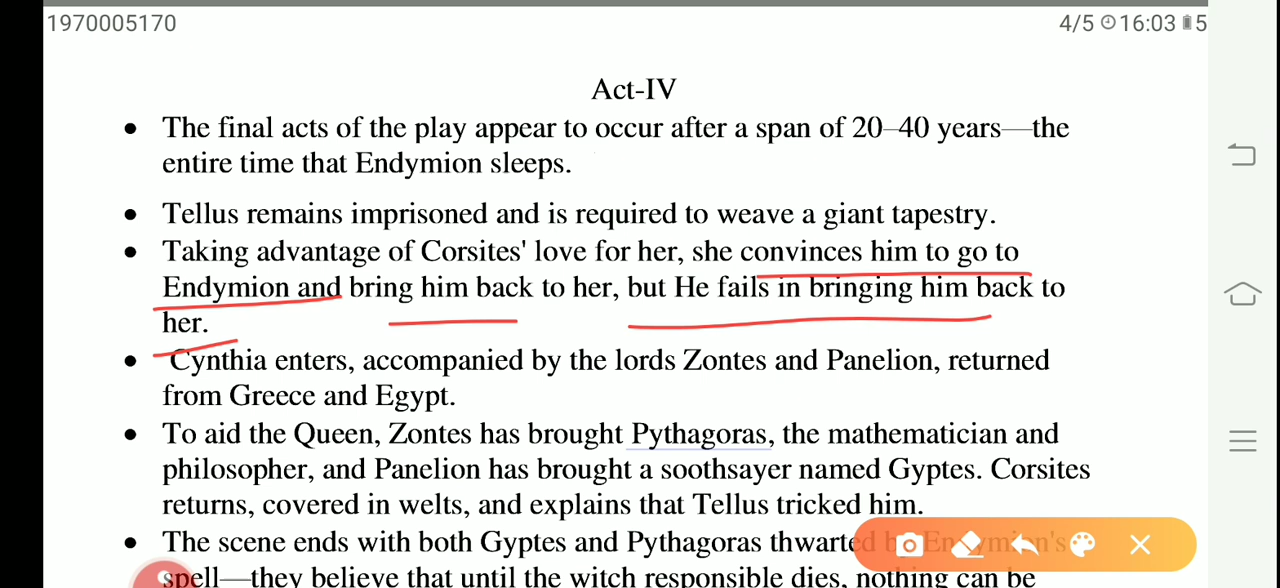 1970005170
4/5 16:03 5
Act-IV
• The final acts of the play appear to occur after a span of 20–40 years—the
entire time that Endymion sleeps.
• Tellus remains imprisoned and is required to weave a giant tapestry.
• Taking advantage of Corsites' love for her, she convinces him to go to
Endymion and bring him back to her, but He fails in bringing him back to
her.
• Cynthia enters, accompanied by the lords Zontes and Panelion, returned
from Greece and Egypt.
• To aid the Queen, Zontes has brought Pythagoras, the mathematician and
philosopher, and Panelion has brought a soothsayer named Gyptes. Corsites
returns, covered in welts, and explains that Tellus tricked him.
• The scene ends with both Gyptes and Pythagoras thwarted by Endymion's
spell—they believe that until the witch responsible dies, nothing can be